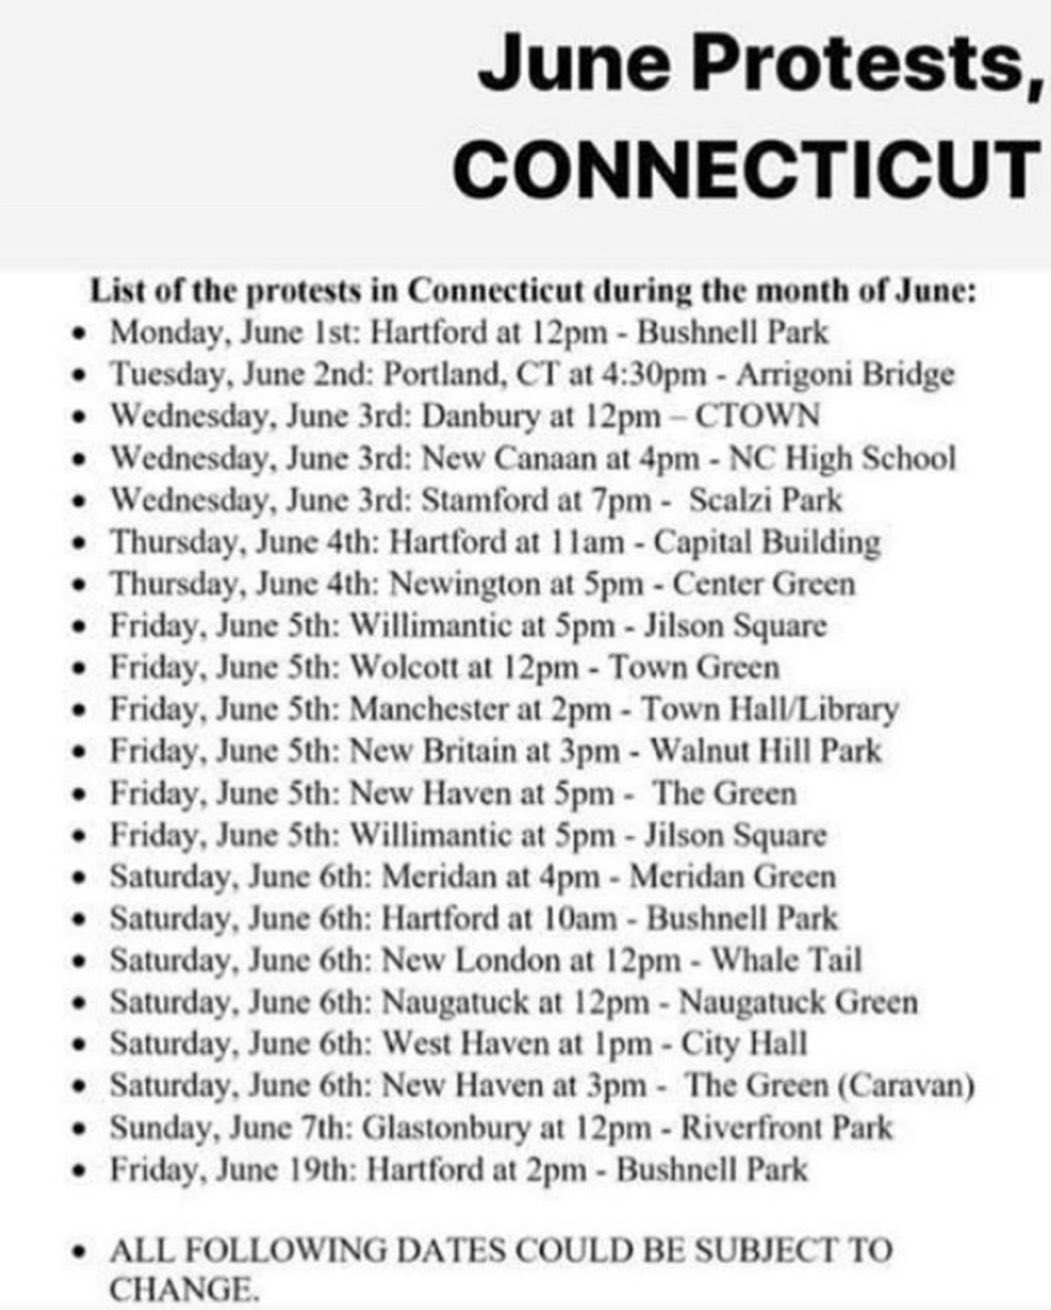 June Protests,
CONNECTICUT
List of the protests in Connecticut during the month of June:
• Monday, June 1st: Hartford at 12pm - Bushnell Park
• Tuesday, June 2nd: Portland, CT at 4:30pm - Arrigoni Bridge
• Wednesday, June 3rd: Danbury at 12pm – CTOWN
• Wednesday, June 3rd: New Canaan at 4pm - NC High School
• Wednesday, June 3rd: Stamford at 7pm -  Scalzi Park
• Thursday, June 4th: Hartford at 11am - Capital Building
• Thursday, June 4th: Newington at 5pm - Center Green
• Friday, June 5th: Willimantic at 5pm - Jilson Square
• Friday, June 5th: Wolcott at 12pm - Town Green
• Friday, June 5th: Manchester at 2pm - Town Hall/Library
• Friday, June 5th: New Britain at 3pm - Walnut Hill Park
• Friday, June 5th: New Haven at 5pm -  The Green
• Friday, June 5th: Willimantic at 5pm - Jilson Square
• Saturday, June 6th: Meridan at 4pm - Meridan Green
• Saturday, June 6th: Hartford at 10am - Bushnell Park
• Saturday, June 6th: New London at 12pm - Whale Tail
• Saturday, June 6th: Naugatuck at 12pm - Naugatuck Green
• Saturday, June 6th: West Haven at 1pm - City Hall
• Saturday, June 6th: New Haven at 3pm -  The Green (Caravan)
• Sunday, June 7th: Glastonbury at 12pm - Riverfront Park
• Friday, June 19th: Hartford at 2pm - Bushnell Park
• ALL FOLLOWING DATES COULD BE SUBJECT TO
CHANGE.